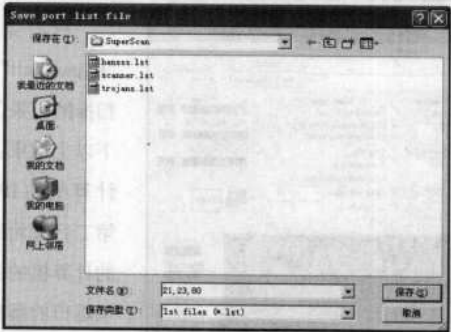 Save port list file
保存在(I): SuperScan
hensss.lst
scanner.lst
trojans.lst
我最近的文档
桌面
我的文档
我的电脑
网上邻居
文件名(N): 21,23,80 保存(S)
保存类型(T): lst files (*.lst) 取消